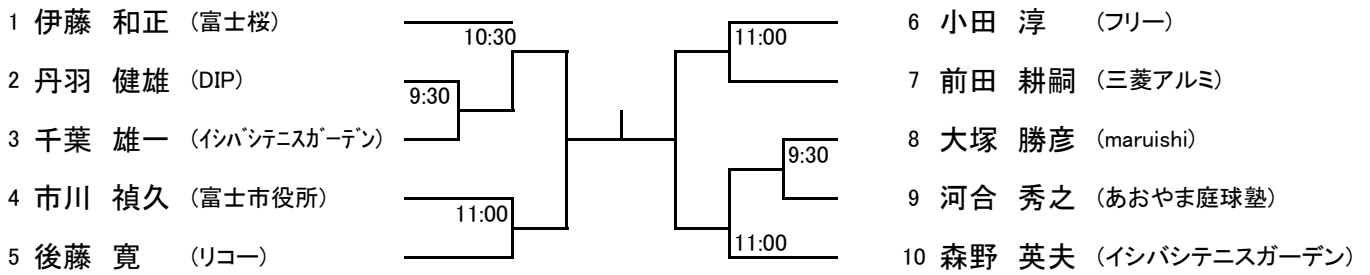 1 伊藤 和正 (富士桜)
10:30
2 丹羽 健雄 (DIP)
9:30
3 千葉 雄一 (ｲｼﾊﾞｼﾃﾆｽｶﾞｰﾃﾞﾝ)
4 市川 禎久 (富士市役所)
11:00
5 後藤 寛 (リコー)
6 小田 淳 (フリー)
11:00
7 前田 耕嗣 (三菱アルミ)
8 大塚 勝彦 (maruishi)
9:30
9 河合 秀之 (あおやま庭球塾)
11:00
10 森野 英夫 (イシバシテニスガーデン)